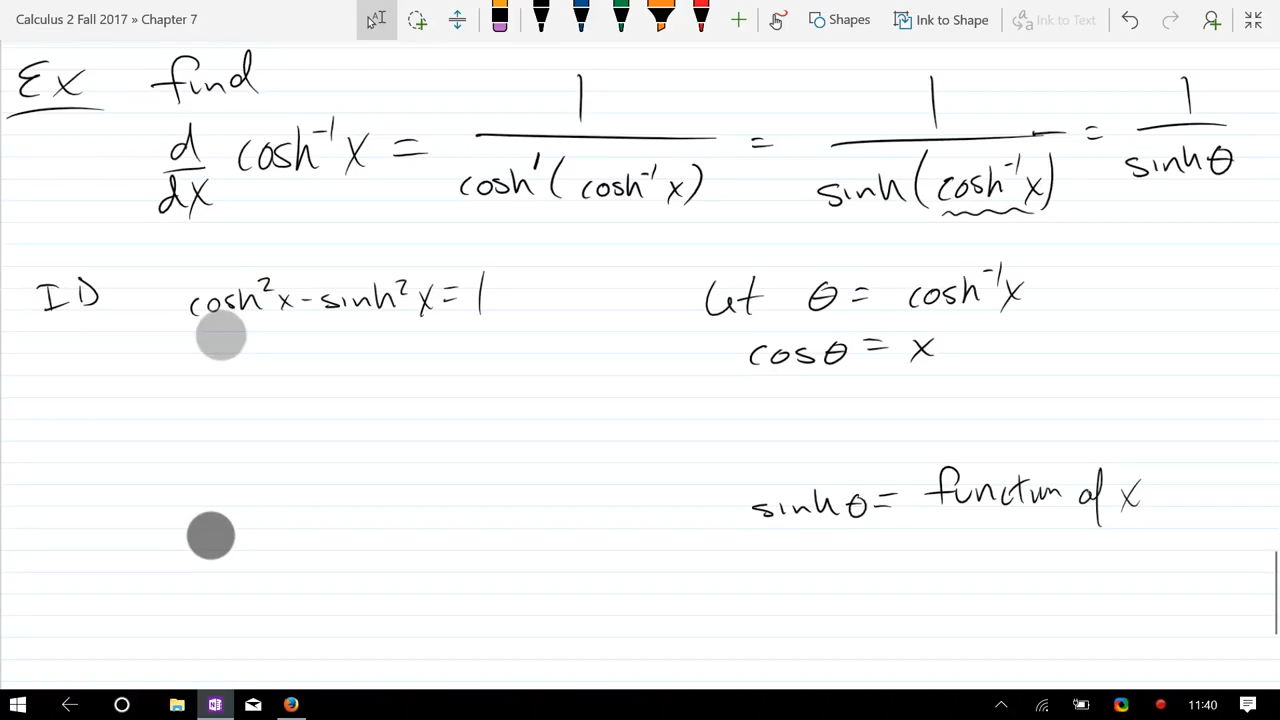 Calculus 2 Fall 2017 » Chapter 7
Shapes
Ink to Shape
Ink to Text
Ex find
d/dx cosh⁻¹x = 1/cosh'(cosh⁻¹x) = 1/sinh(cosh⁻¹x) = 1/sinhθ
ID cosh²x - sinh²x = 1
let θ = cosh⁻¹x
cosθ = x
sinhθ = function of x
11:40